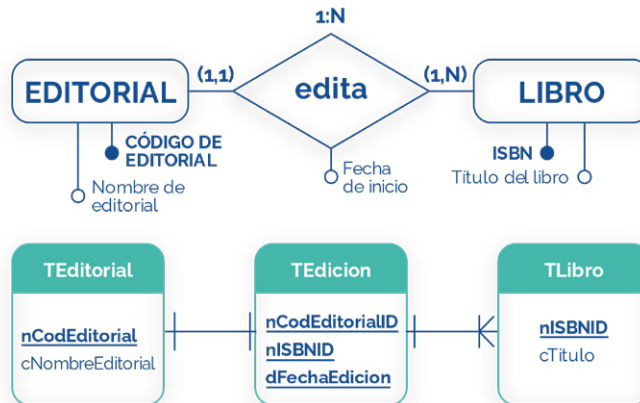 1:N
EDITORIAL
(1,1)
edita
(1,N)
LIBRO
CÓDIGO DE
EDITORIAL
Nombre de
editorial
Fecha
de inicio
ISBN
Título del libro
TEditorial
nCodEditorial
cNombreEditorial
TEdicion
nCodEditorialID
nISBNID
dFechaEdicion
TLibro
nISBNID
cTitulo